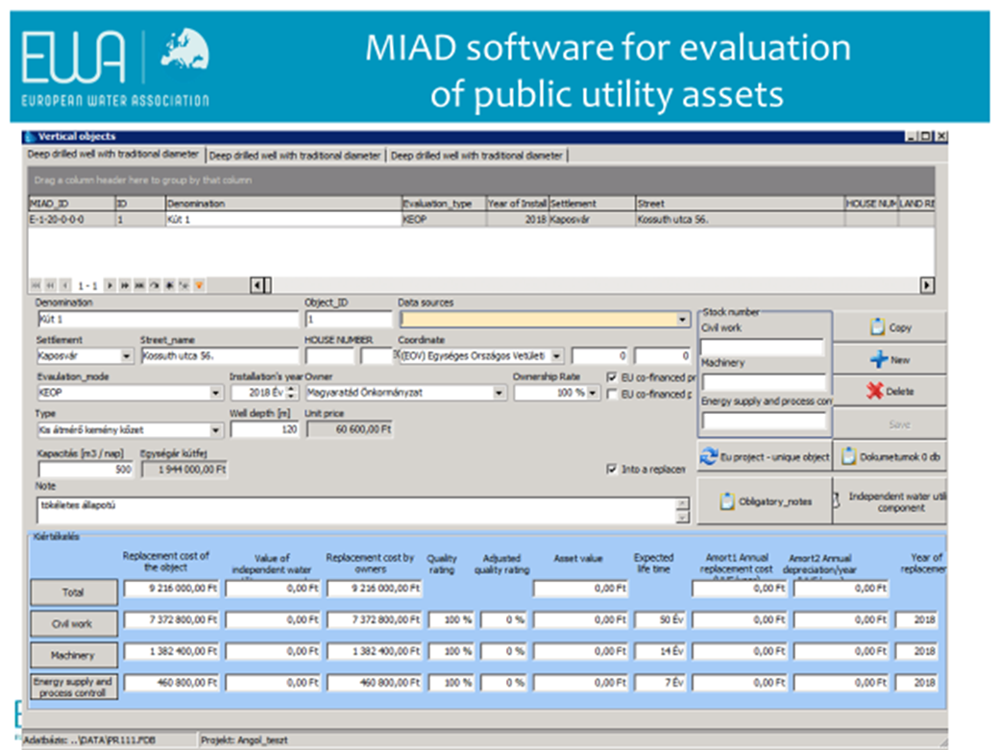 EWA
EUROPEAN WATER ASSOCIATION
MIAD software for evaluation
of public utility assets
Vertical objects
Deep drilled well with traditional diameter Deep drilled well with traditional diameter Deep drilled well with traditional diameter
Drag a column header here to group by that column
MIAD_ID ID Denomination Evaluation_type Year of Instal Settlement Street HOUSE NUM LAND RE
E-1-20-0-0-0 1 Kút 1 KEOP 2018 Kaposvár Kossuth utca 56.
1 - 1
Denomination Object_ID Data sources
Kút 1 1
Stock number
Civil work
Copy
Settlement Street_name HOUSE NUMBER Coordinate
Kaposvár Kossuth utca 56. (EOV) Egységes Országos Vetületi 0 0
Machinery
New
Evaulation_mode Installation's year Owner Ownership Rate EU co-financed pr
KEOP 2018 Év Magyaratád Önkormányzat 100 % EU co-financed p
Delete
Energy supply and process con
Type Well depth [m] Unit price
Kis átmérő kemény kőzet 120 60 600,00 Ft
Save
Kapacitás [m3 / nap] Egységár kútfej
500 1 944 000,00 Ft
Into a replacem
Eu project - unique object Dokumetumok 0 db
Note
tökéletes állapotú
Obligatory_notes
Independent water util
component
Kiértékelés
Replacement cost of
the object
Value of
independent water
Replacement cost by
owners
Quality
rating
Adjusted
quality rating
Asset value
Expected
life time
Amort1 Annual
replacement cost
Amort2 Annual
depreciation/year
Year of
replacemer
Total 9 216 000,00 Ft 0,00 Ft 9 216 000,00 Ft 0,00 Ft 0,00 Ft 0,00 Ft
Civil work 7 372 800,00 Ft 0,00 Ft 7 372 800,00 Ft 100 % 0 % 0,00 Ft 50 Év 0,00 Ft 0,00 Ft 2018
Machinery 1 382 400,00 Ft 0,00 Ft 1 382 400,00 Ft 100 % 0 % 0,00 Ft 14 Év 0,00 Ft 0,00 Ft 2018
Energy supply and
process controll
460 800,00 Ft 0,00 Ft 460 800,00 Ft 100 % 0 % 0,00 Ft 7 Év 0,00 Ft 0,00 Ft 2018
Adatbázis: ..\DATA\PR111.FDB Projekt: Angol_teszt